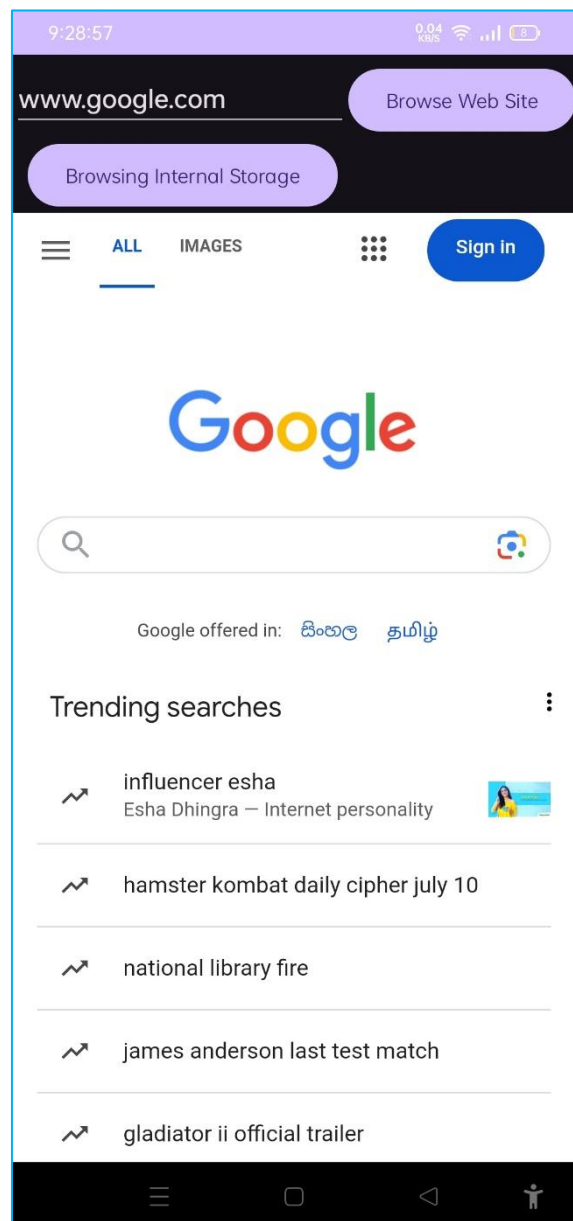 9:28:57 0.04 KB/S 8
www.google.com Browse Web Site
Browsing Internal Storage
ALL IMAGES Sign in
Google
Google offered in: සිංහල தமிழ்
Trending searches
influencer esha
Esha Dhingra — Internet personality
hamster kombat daily cipher july 10
national library fire
james anderson last test match
gladiator ii official trailer